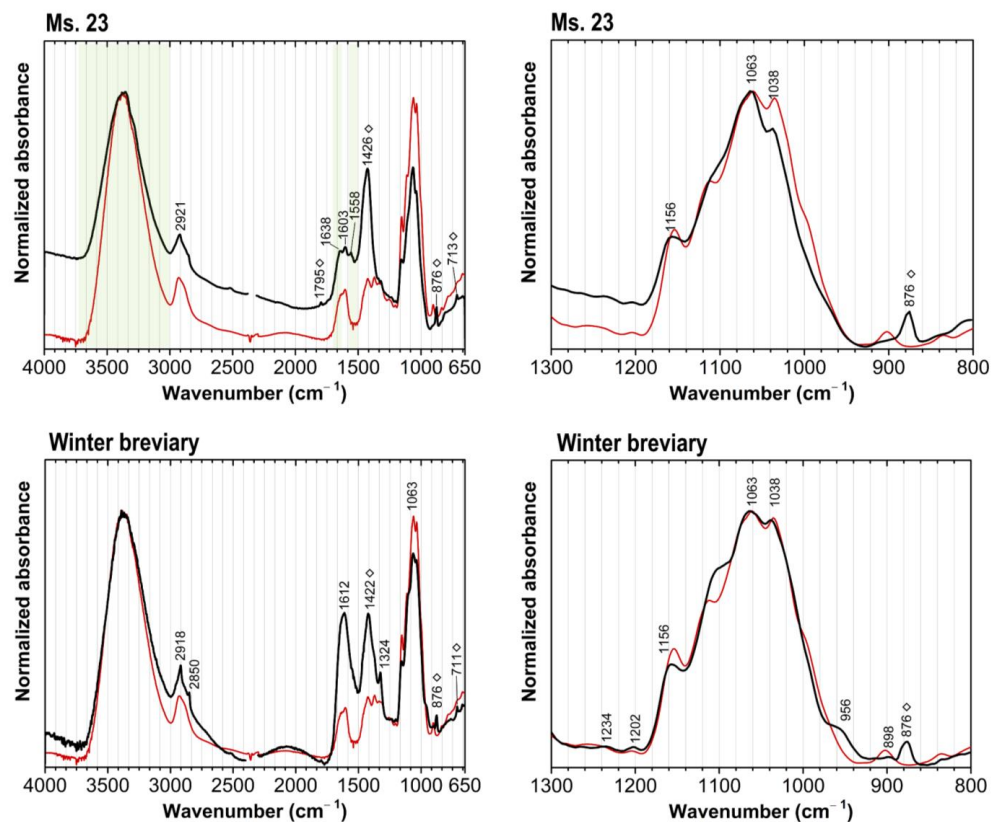 Ms. 23
Normalized absorbance
2921
1795◇
1638
1603
1558
1426 ◇
876 ◇
713◇
4000 3500 3000 2500 2000 1500 1000 650
Wavenumber (cm⁻¹)
Ms. 23
Normalized absorbance
1156
1063
1038
876 ◇
1300 1200 1100 1000 900 800
Wavenumber (cm⁻¹)
Winter breviary
Normalized absorbance
2918
2850
1612
1422◇
1324
1063
876 ◇
711◇
4000 3500 3000 2500 2000 1500 1000 650
Wavenumber (cm⁻¹)
Winter breviary
Normalized absorbance
1234
1202
1156
1063
1038
956
898
876 ◇
1300 1200 1100 1000 900 800
Wavenumber (cm⁻¹)